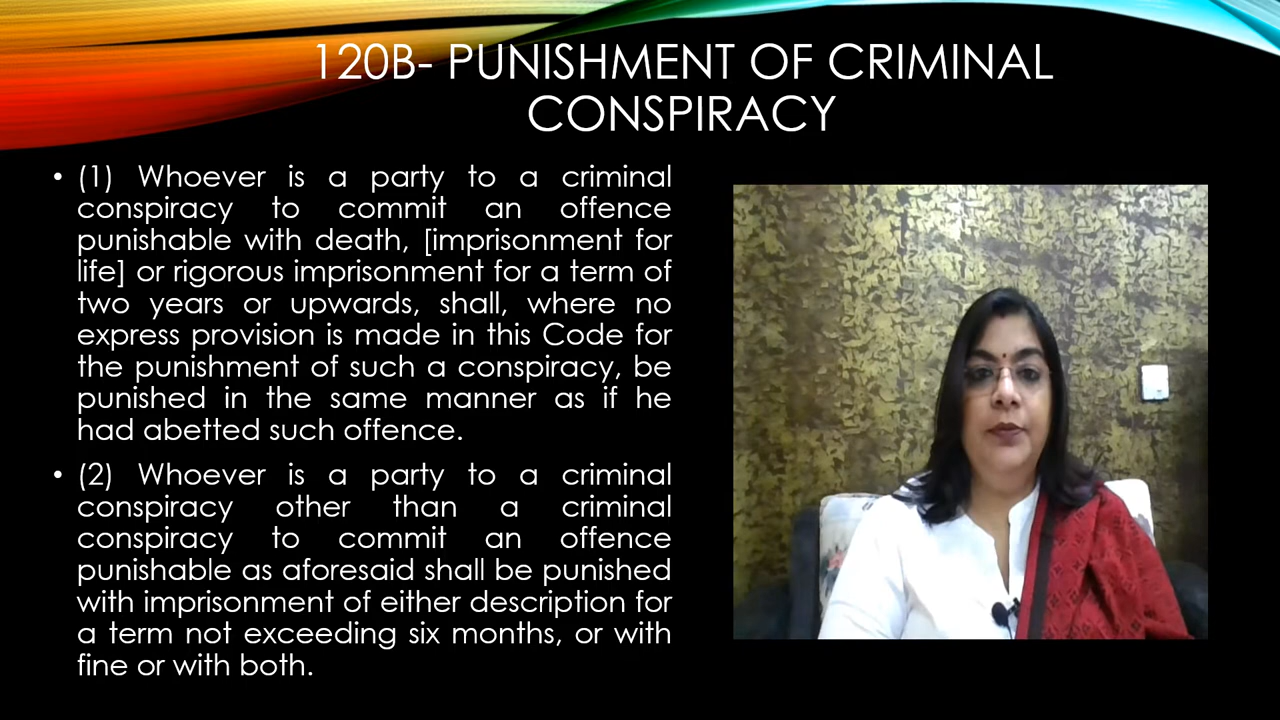 120B- PUNISHMENT OF CRIMINAL
CONSPIRACY
• (1) Whoever is a party to a criminal
conspiracy to commit an offence
punishable with death, [imprisonment for
life] or rigorous imprisonment for a term of
two years or upwards, shall, where no
express provision is made in this Code for
the punishment of such a conspiracy, be
punished in the same manner as if he
had abetted such offence.
• (2) Whoever is a party to a criminal
conspiracy other than a criminal
conspiracy to commit an offence
punishable as aforesaid shall be punished
with imprisonment of either description for
a term not exceeding six months, or with
fine or with both.